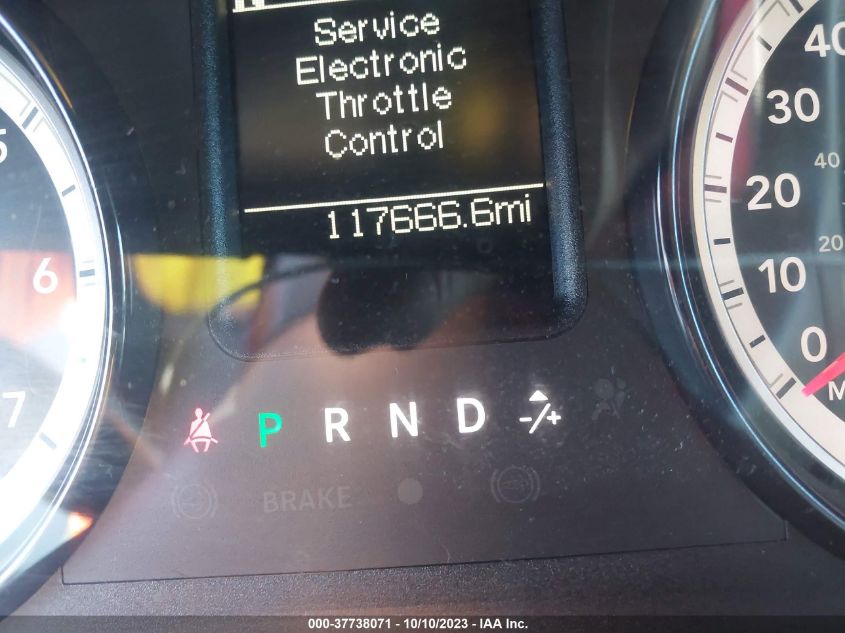 Service
Electronic
Throttle
Control
117666.6mi
5
6
7
40
30
20
10
0
40
20
M
P R N D -/+
BRAKE
000-37738071 - 10/10/2023 - IAA Inc.